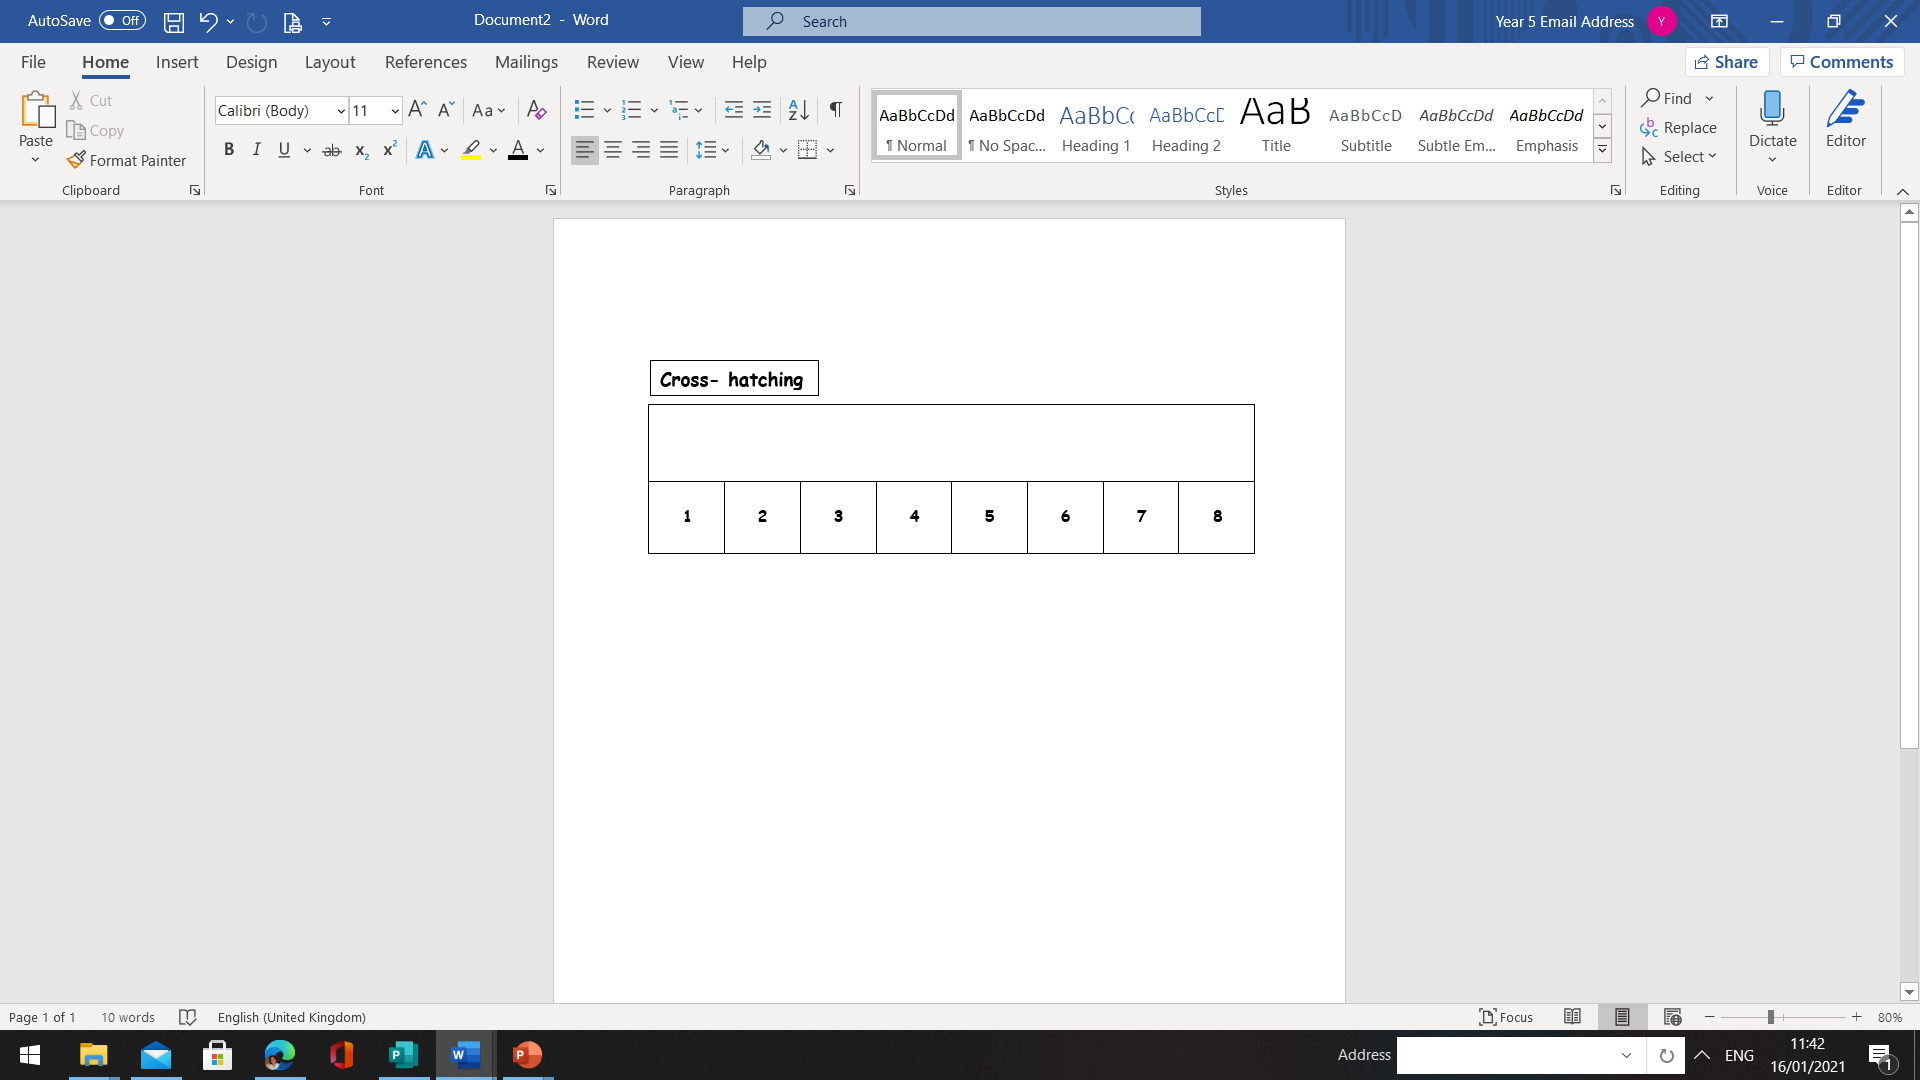 AutoSave Off
Document2 - Word
Search
Year 5 Email Address Y
File Home Insert Design Layout References Mailings Review View Help
Share Comments
Paste
Cut
Copy
Format Painter
Clipboard
Calibri (Body) 11
Font
Paragraph
AaBbCcDd AaBbCcDd AaBbCc AaBbCcD AaB AaBbCcD AaBbCcDd AaBbCcDd
¶ Normal ¶ No Spac... Heading 1 Heading 2 Title Subtitle Subtle Em... Emphasis
Styles
Find
Replace
Select
Editing
Dictate
Voice
Editor
Editor
Cross- hatching
1 2 3 4 5 6 7 8
Page 1 of 1 10 words English (United Kingdom)
Focus 80%
Address ENG 11:42
16/01/2021
1